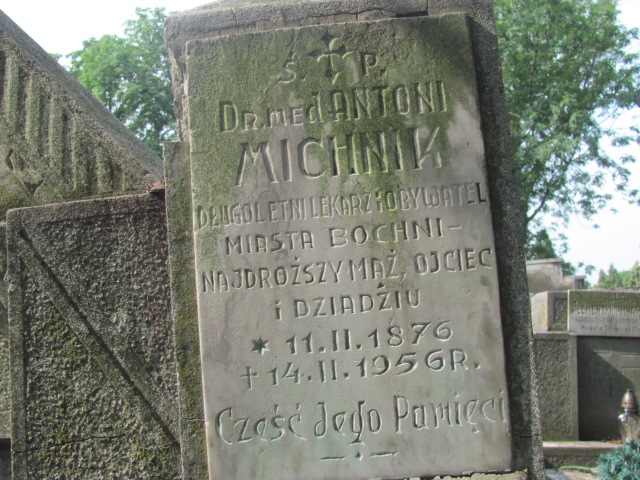 Ś † P.
Dr. med ANTONI
MICHNIK
DŁUGOLETNI LEKARZ I OBYWATEL
MIASTA BOCHNI-
NAJDROŻSZY MĄŻ, OJCIEC
i DZIADZIU
* 11.II.1876
+ 14.II.1956R.
Cześć Jego Pamięci